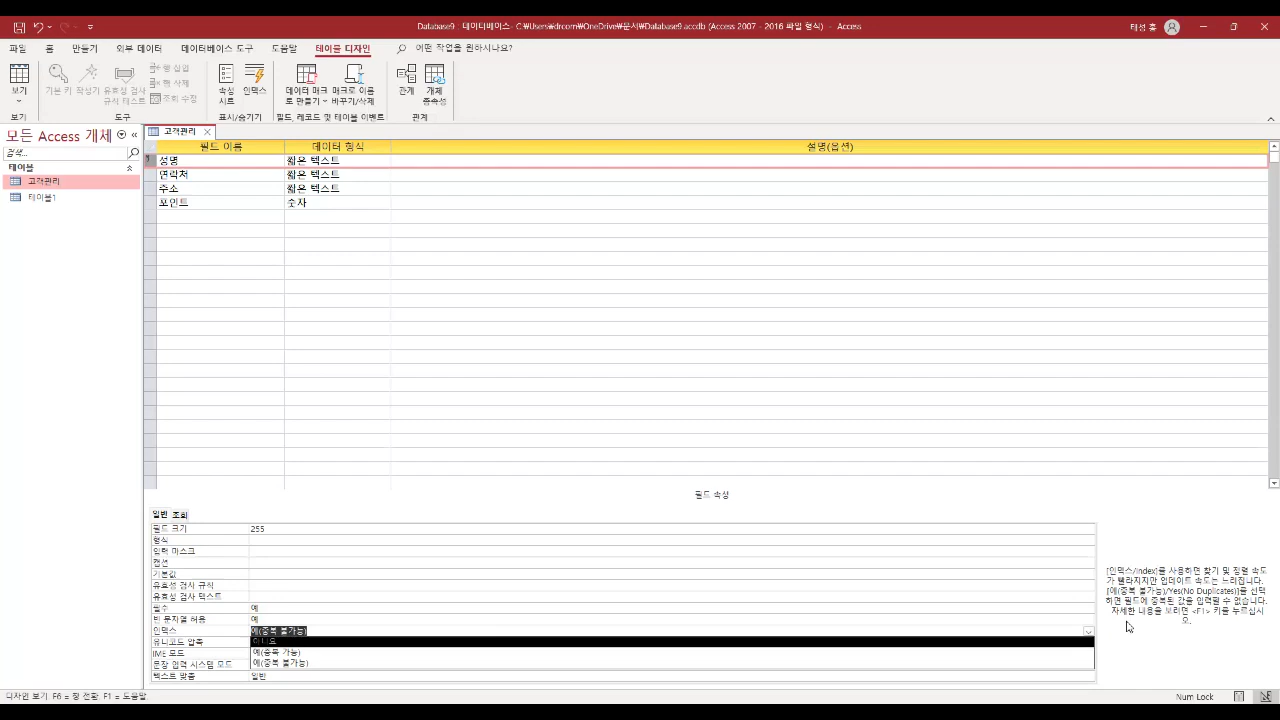 Database9 : 데이터베이스- C:₩Users₩drcom₩OneDrive₩문서₩Database9.accdb (Access 2007 - 2016 파일 형식) - Access
태성 홍
파일 홈 만들기 외부 데이터 데이터베이스 도구 도움말 테이블 디자인 어떤 작업을 원하시나요?
보기 기본 키 작성기 유효성 검사 규칙 테스트
행 삽입
행 삭제
조회 수정
속성 시트 인덱스
데이터 매크로 만들기 매크로 이름 바꾸기/삭제
관계 개체 종속성
보기 도구 표시/숨기기 필드, 레코드 및 테이블 이벤트 관계
모든 Access 개체
검색...
테이블
고객관리
테이블1
고객관리
필드 이름 데이터 형식 설명(옵션)
성명 짧은 텍스트
연락처 짧은 텍스트
주소 짧은 텍스트
포인트 숫자
필드 속성
일반 조회
필드 크기 255
형식
입력 마스크
캡션
기본값
유효성 검사 규칙
유효성 검사 텍스트
필수 예
빈 문자열 허용 예
인덱스 예(중복 불가능)
유니코드 압축 아니요
IME 모드 예(중복 가능)
문장 입력 시스템 모드 예(중복 불가능)
텍스트 맞춤 일반
[인덱스/Index]을 사용하면 찾기 및 정렬 속도
가 빨라지지만 업데이트 속도는 느려집니다.
[예(중복 불가능)/Yes(No Duplicates)]를 선택
하면 필드에 중복된 값을 입력할 수 없습니다.
자세한 내용을 보려면 <F1> 키를 누르십시
오.
디자인 보기. F6 = 창 전환. F1 = 도움말.
Num Lock